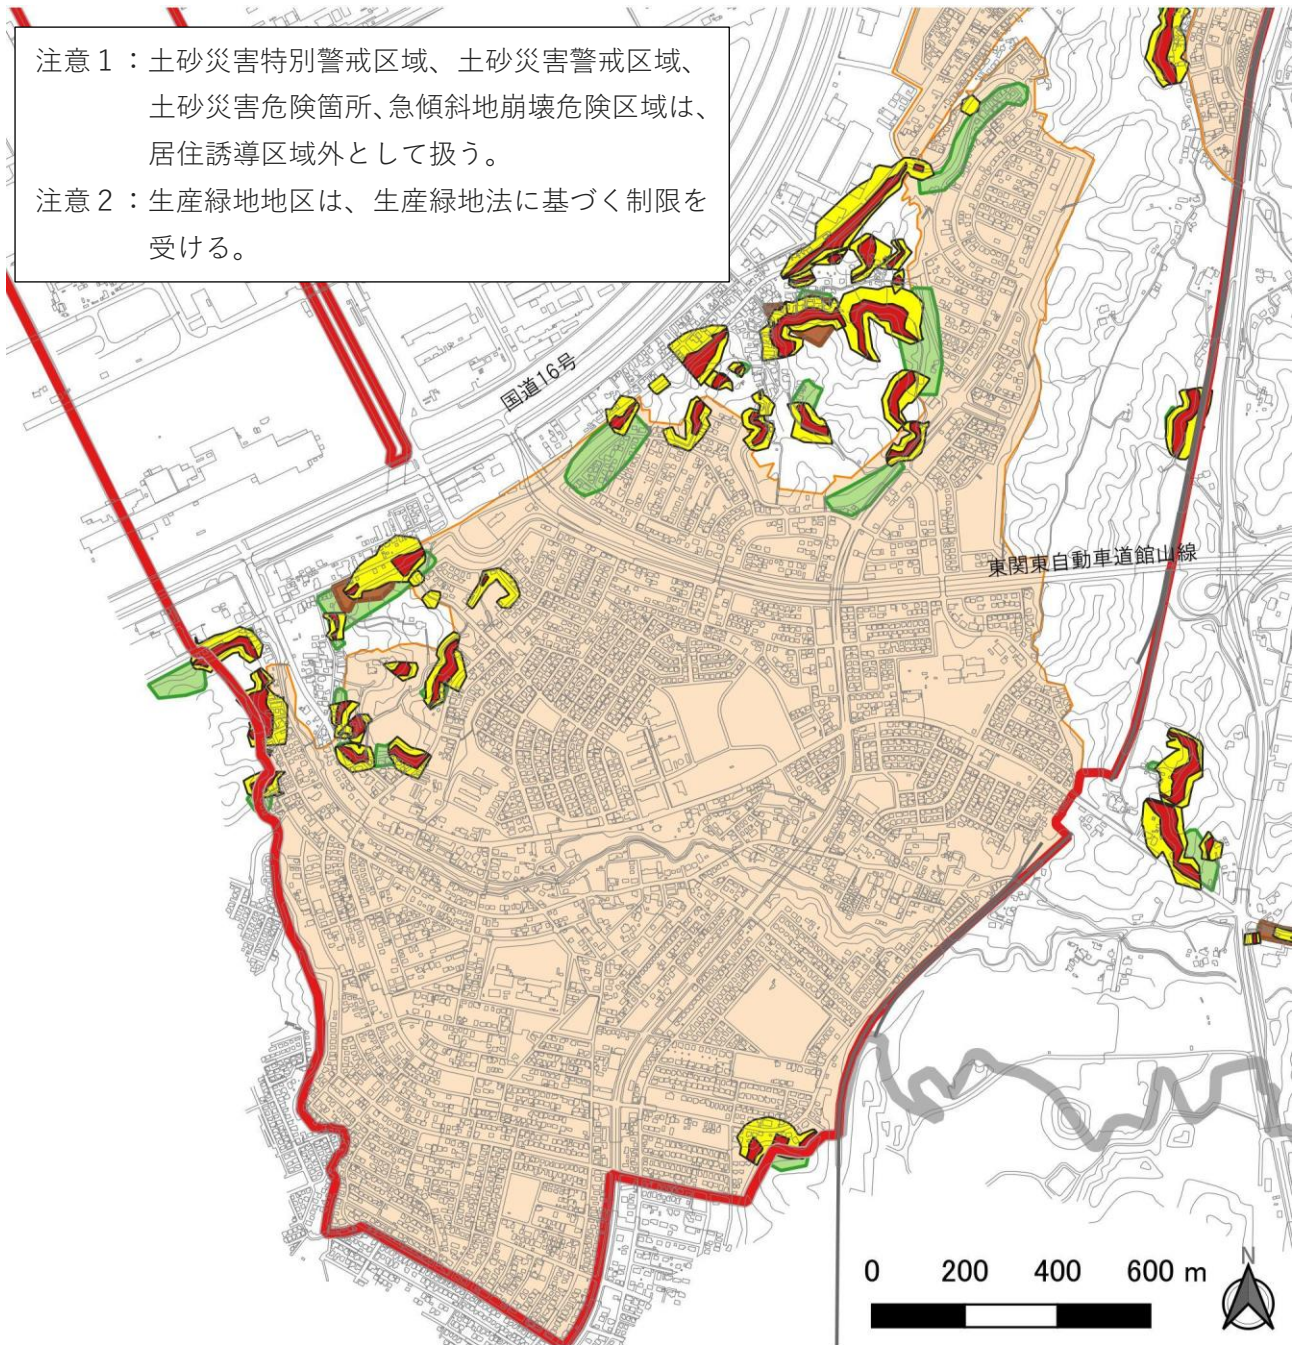 注意１：土砂災害特別警戒区域、土砂災害警戒区域、
土砂災害危険箇所、急傾斜地崩壊危険区域は、
居住誘導区域外として扱う。
注意２：生産緑地地区は、生産緑地法に基づく制限を
受ける。
国道16号
東関東自動車道館山線
0 200 400 600 m
N